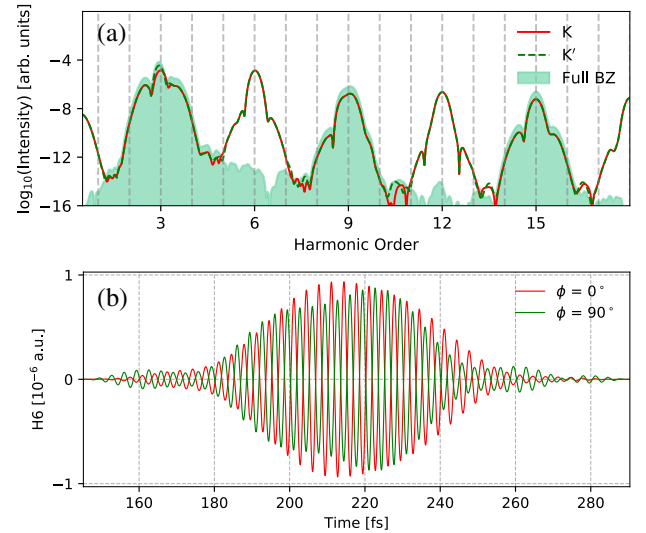 (a)
K
K′
Full BZ
log₁₀(Intensity) [arb. units]
−4
−8
−12
−16
3
6
9
12
15
Harmonic Order
(b)
ϕ = 0°
ϕ = 90°
H6 [10⁻⁶ a.u.]
1
0
−1
160
180
200
220
240
260
280
Time [fs]